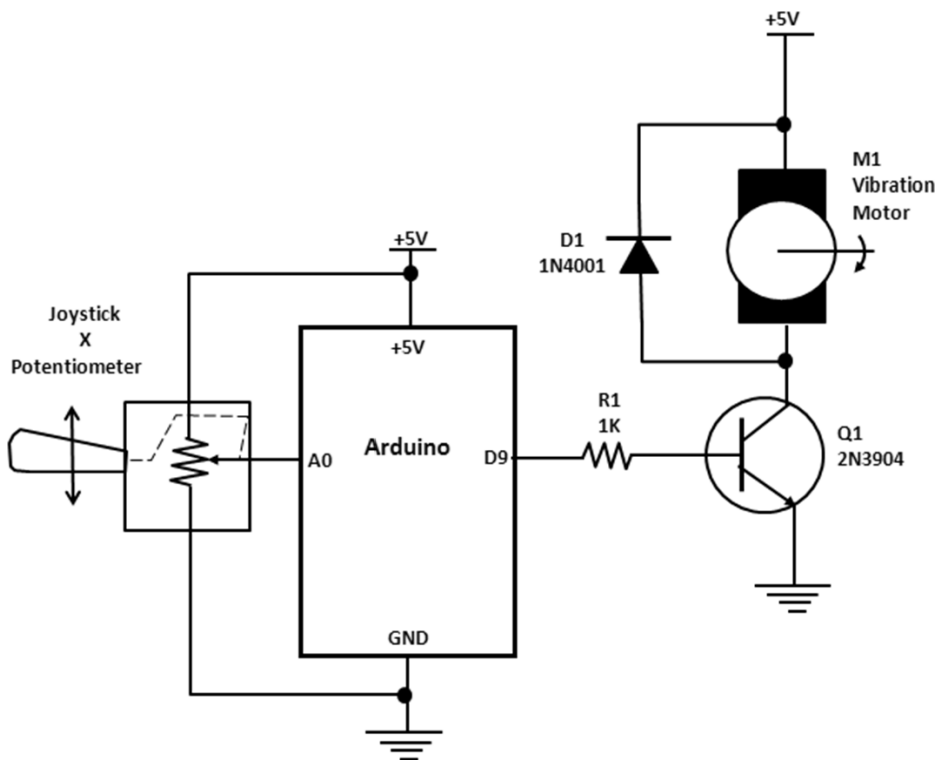 +5V
M1
Vibration
Motor
D1
1N4001
+5V
Joystick
X
Potentiometer
+5V
R1
1K
Arduino
A0
D9
Q1
2N3904
GND